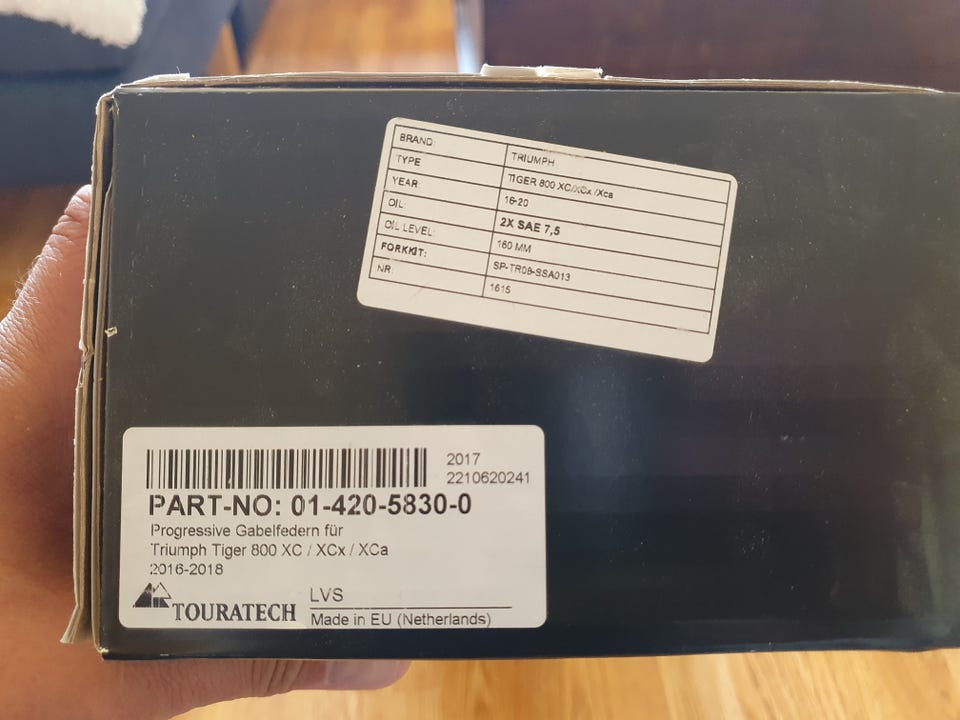 BRAND: TRIUMPH
TYPE TIGER 800 XC/XCx /Xca
YEAR 16-20
OIL: 2X SAE 7,5
OIL LEVEL: 160 MM
FORKKIT: SP-TR08-SSA013
NR: 1615
2017
2210620241
PART-NO: 01-420-5830-0
Progressive Gabelfedern für
Triumph Tiger 800 XC / XCx / XCa
2016-2018
TOURATECH
LVS
Made in EU (Netherlands)